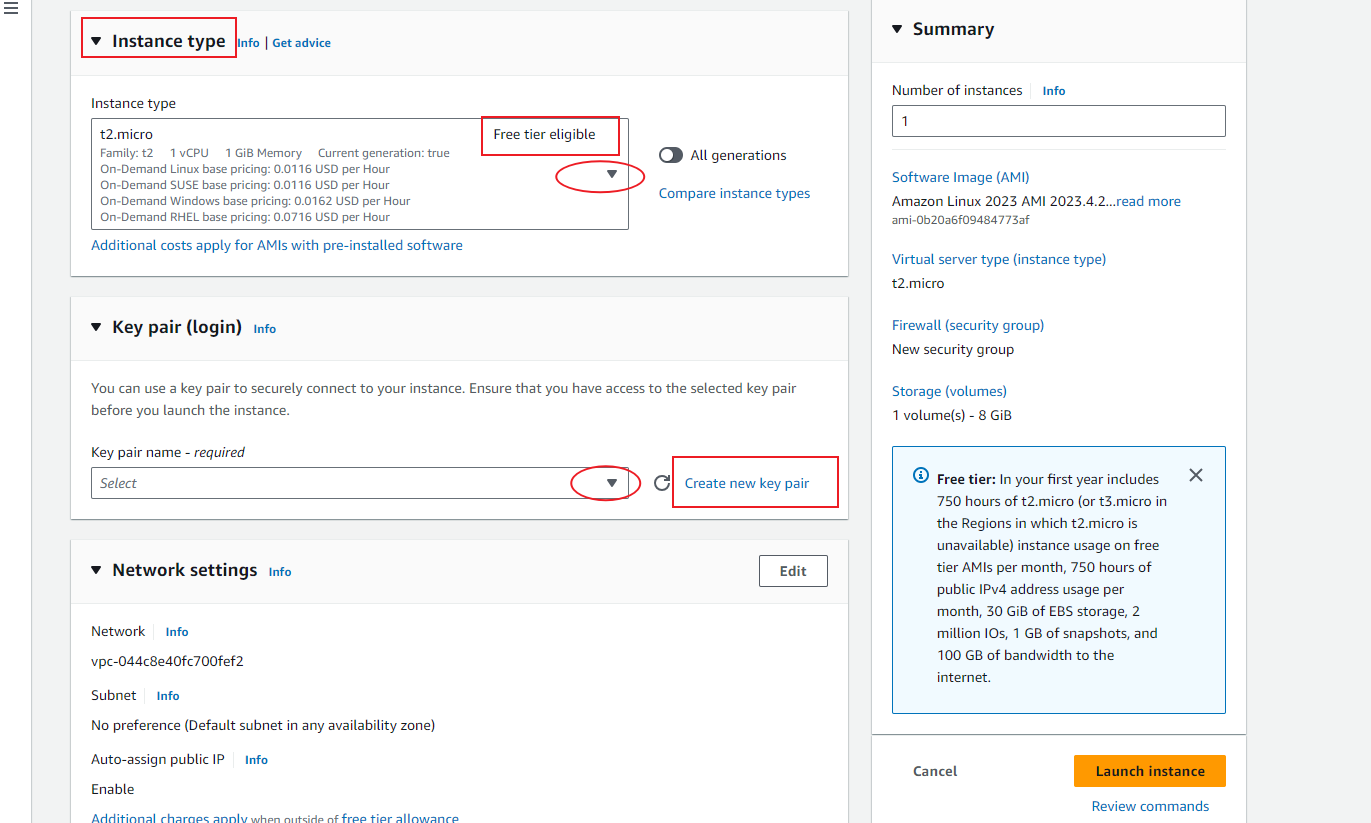 Instance type Info | Get advice
Instance type
t2.micro Free tier eligible
Family: t2 1 vCPU 1 GiB Memory Current generation: true
On-Demand Linux base pricing: 0.0116 USD per Hour
On-Demand SUSE base pricing: 0.0116 USD per Hour
On-Demand Windows base pricing: 0.0162 USD per Hour
On-Demand RHEL base pricing: 0.0716 USD per Hour
All generations
Compare instance types
Additional costs apply for AMIs with pre-installed software
Key pair (login) Info
You can use a key pair to securely connect to your instance. Ensure that you have access to the selected key pair
before you launch the instance.
Key pair name - required
Select
Create new key pair
Network settings Info
Edit
Network Info
vpc-044c8e40fc700fef2
Subnet Info
No preference (Default subnet in any availability zone)
Auto-assign public IP Info
Enable
Additional charges apply when outside of free tier allowance
Summary
Number of instances Info
1
Software Image (AMI)
Amazon Linux 2023 AMI 2023.4.2...read more
ami-0b20a6f09484773af
Virtual server type (instance type)
t2.micro
Firewall (security group)
New security group
Storage (volumes)
1 volume(s) - 8 GiB
Free tier: In your first year includes
750 hours of t2.micro (or t3.micro in
the Regions in which t2.micro is
unavailable) instance usage on free
tier AMIs per month, 750 hours of
public IPv4 address usage per
month, 30 GiB of EBS storage, 2
million IOs, 1 GB of snapshots, and
100 GB of bandwidth to the
internet.
Cancel
Launch instance
Review commands